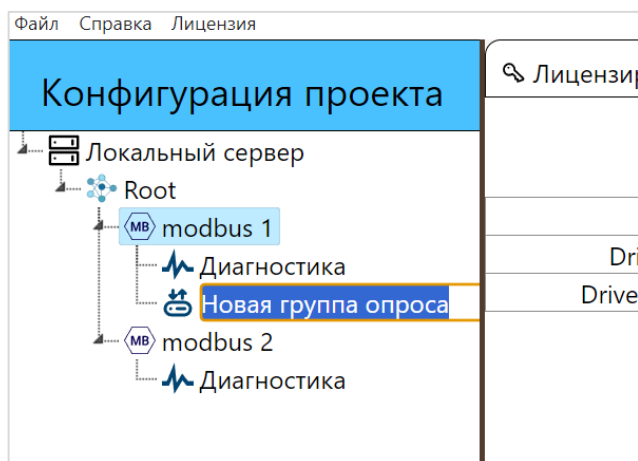 Файл Справка Лицензия
Конфигурация проекта
Локальный сервер
Root
MB modbus 1
Диагностика
Новая группа опроса
MB modbus 2
Диагностика
Лицензи
Dri
Drive